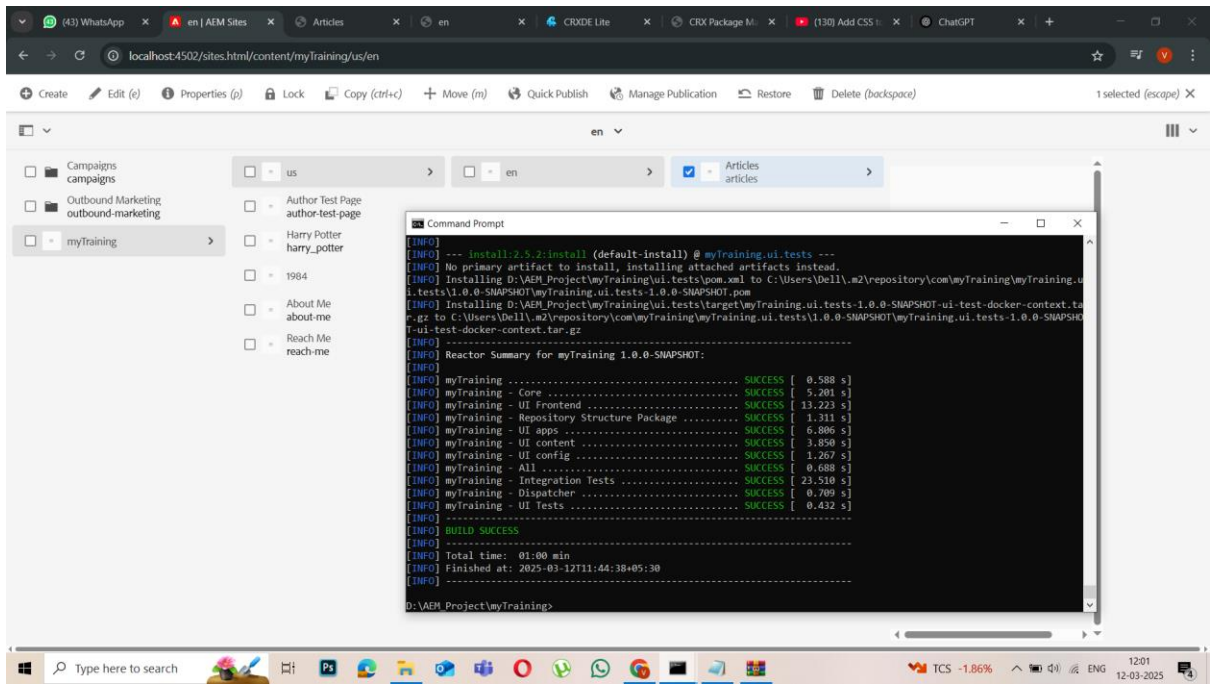 (43) WhatsApp
en | AEM Sites
Articles
en
CRXDE Lite
CRX Package M
(130) Add CSS t
ChatGPT
localhost:4502/sites.html/content/myTraining/us/en
Create
Edit (e)
Properties (p)
Lock
Copy (ctrl+c)
Move (m)
Quick Publish
Manage Publication
Restore
Delete (backspace)
1 selected (escape)
en
Campaigns
campaigns
Outbound Marketing
outbound-marketing
myTraining
us
Author Test Page
author-test-page
Harry Potter
harry_potter
1984
About Me
about-me
Reach Me
reach-me
en
Articles
articles
Command Prompt
[INFO]
[INFO] --- install:2.5.2:install (default-install) @ myTraining.ui.tests ---
[INFO] No primary artifact to install, installing attached artifacts instead.
[INFO] Installing D:\AEM_Project\myTraining\ui.tests\pom.xml to C:\Users\Dell\.m2\repository\com\myTraining\myTraining.u
i.tests\1.0.0-SNAPSHOT\myTraining.ui.tests-1.0.0-SNAPSHOT.pom
[INFO] Installing D:\AEM_Project\myTraining\ui.tests\target\myTraining.ui.tests-1.0.0-SNAPSHOT-ui-test-docker-context.ta
r.gz to C:\Users\Dell\.m2\repository\com\myTraining\myTraining.ui.tests\1.0.0-SNAPSHOT\myTraining.ui.tests-1.0.0-SNAPSHO
T-ui-test-docker-context.tar.gz
[INFO] ------------------------------------------------------------------------
[INFO] Reactor Summary for myTraining 1.0.0-SNAPSHOT:
[INFO]
[INFO] myTraining ......................................... SUCCESS [  0.588 s]
[INFO] myTraining - Core .................................. SUCCESS [  5.201 s]
[INFO] myTraining - UI Frontend ........................... SUCCESS [ 13.223 s]
[INFO] myTraining - Repository Structure Package .......... SUCCESS [  1.311 s]
[INFO] myTraining - UI apps ............................... SUCCESS [  6.806 s]
[INFO] myTraining - UI content ............................ SUCCESS [  3.850 s]
[INFO] myTraining - UI config ............................. SUCCESS [  1.267 s]
[INFO] myTraining - All ................................... SUCCESS [  0.688 s]
[INFO] myTraining - Integration Tests ..................... SUCCESS [ 23.510 s]
[INFO] myTraining - Dispatcher ............................ SUCCESS [  0.709 s]
[INFO] myTraining - UI Tests .............................. SUCCESS [  0.432 s]
[INFO] ------------------------------------------------------------------------
[INFO] BUILD SUCCESS
[INFO] ------------------------------------------------------------------------
[INFO] Total time:  01:00 min
[INFO] Finished at: 2025-03-12T11:44:38+05:30
[INFO] ------------------------------------------------------------------------
D:\AEM_Project\myTraining>
Type here to search
Ps
TCS -1.86%
ENG
12:01
12-03-2025